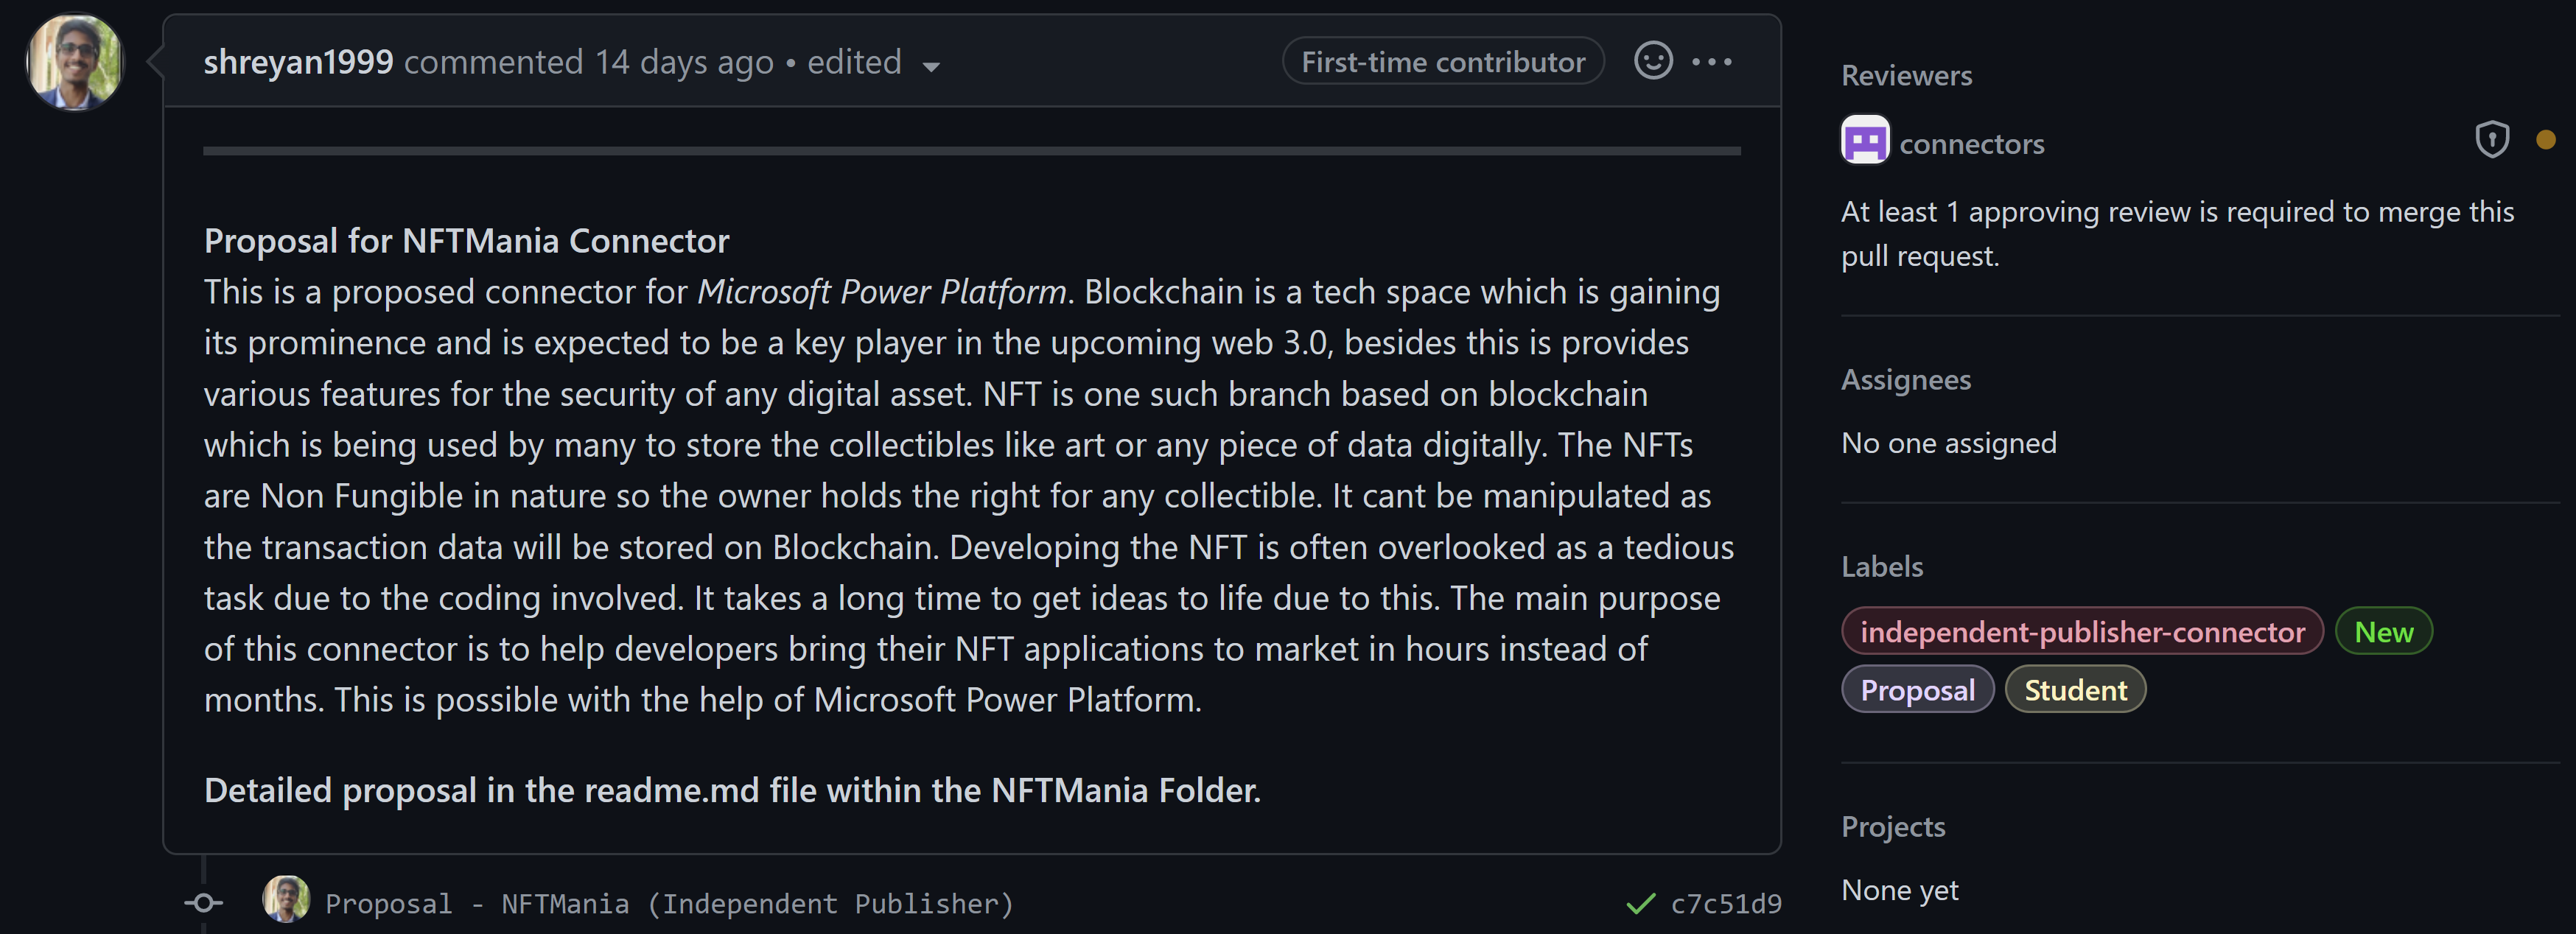 shreyan1999 commented 14 days ago • edited
First-time contributor
Proposal for NFTMania Connector
This is a proposed connector for Microsoft Power Platform. Blockchain is a tech space which is gaining
its prominence and is expected to be a key player in the upcoming web 3.0, besides this is provides
various features for the security of any digital asset. NFT is one such branch based on blockchain
which is being used by many to store the collectibles like art or any piece of data digitally. The NFTs
are Non Fungible in nature so the owner holds the right for any collectible. It cant be manipulated as
the transaction data will be stored on Blockchain. Developing the NFT is often overlooked as a tedious
task due to the coding involved. It takes a long time to get ideas to life due to this. The main purpose
of this connector is to help developers bring their NFT applications to market in hours instead of
months. This is possible with the help of Microsoft Power Platform.
Detailed proposal in the readme.md file within the NFTMania Folder.
Proposal - NFTMania (Independent Publisher)
c7c51d9
Reviewers
connectors
At least 1 approving review is required to merge this
pull request.
Assignees
No one assigned
Labels
independent-publisher-connector New
Proposal Student
Projects
None yet